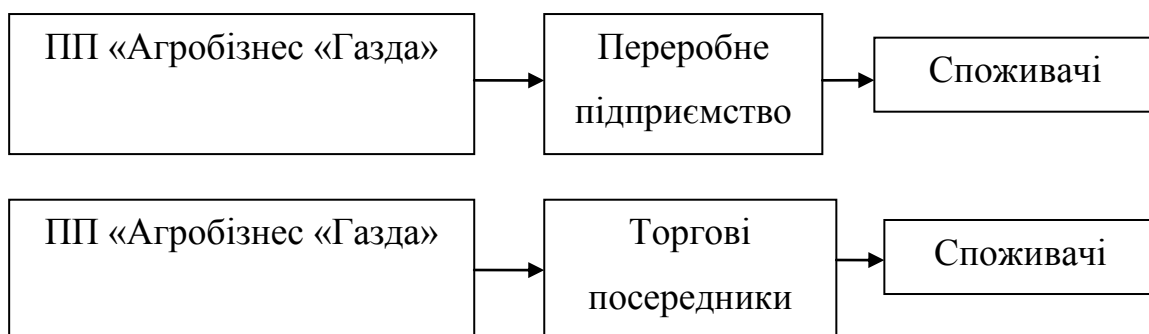 ПП «Агробізнес «Газда»
Переробне
підприємство
Споживачі
ПП «Агробізнес «Газда»
Торгові
посередники
Споживачі